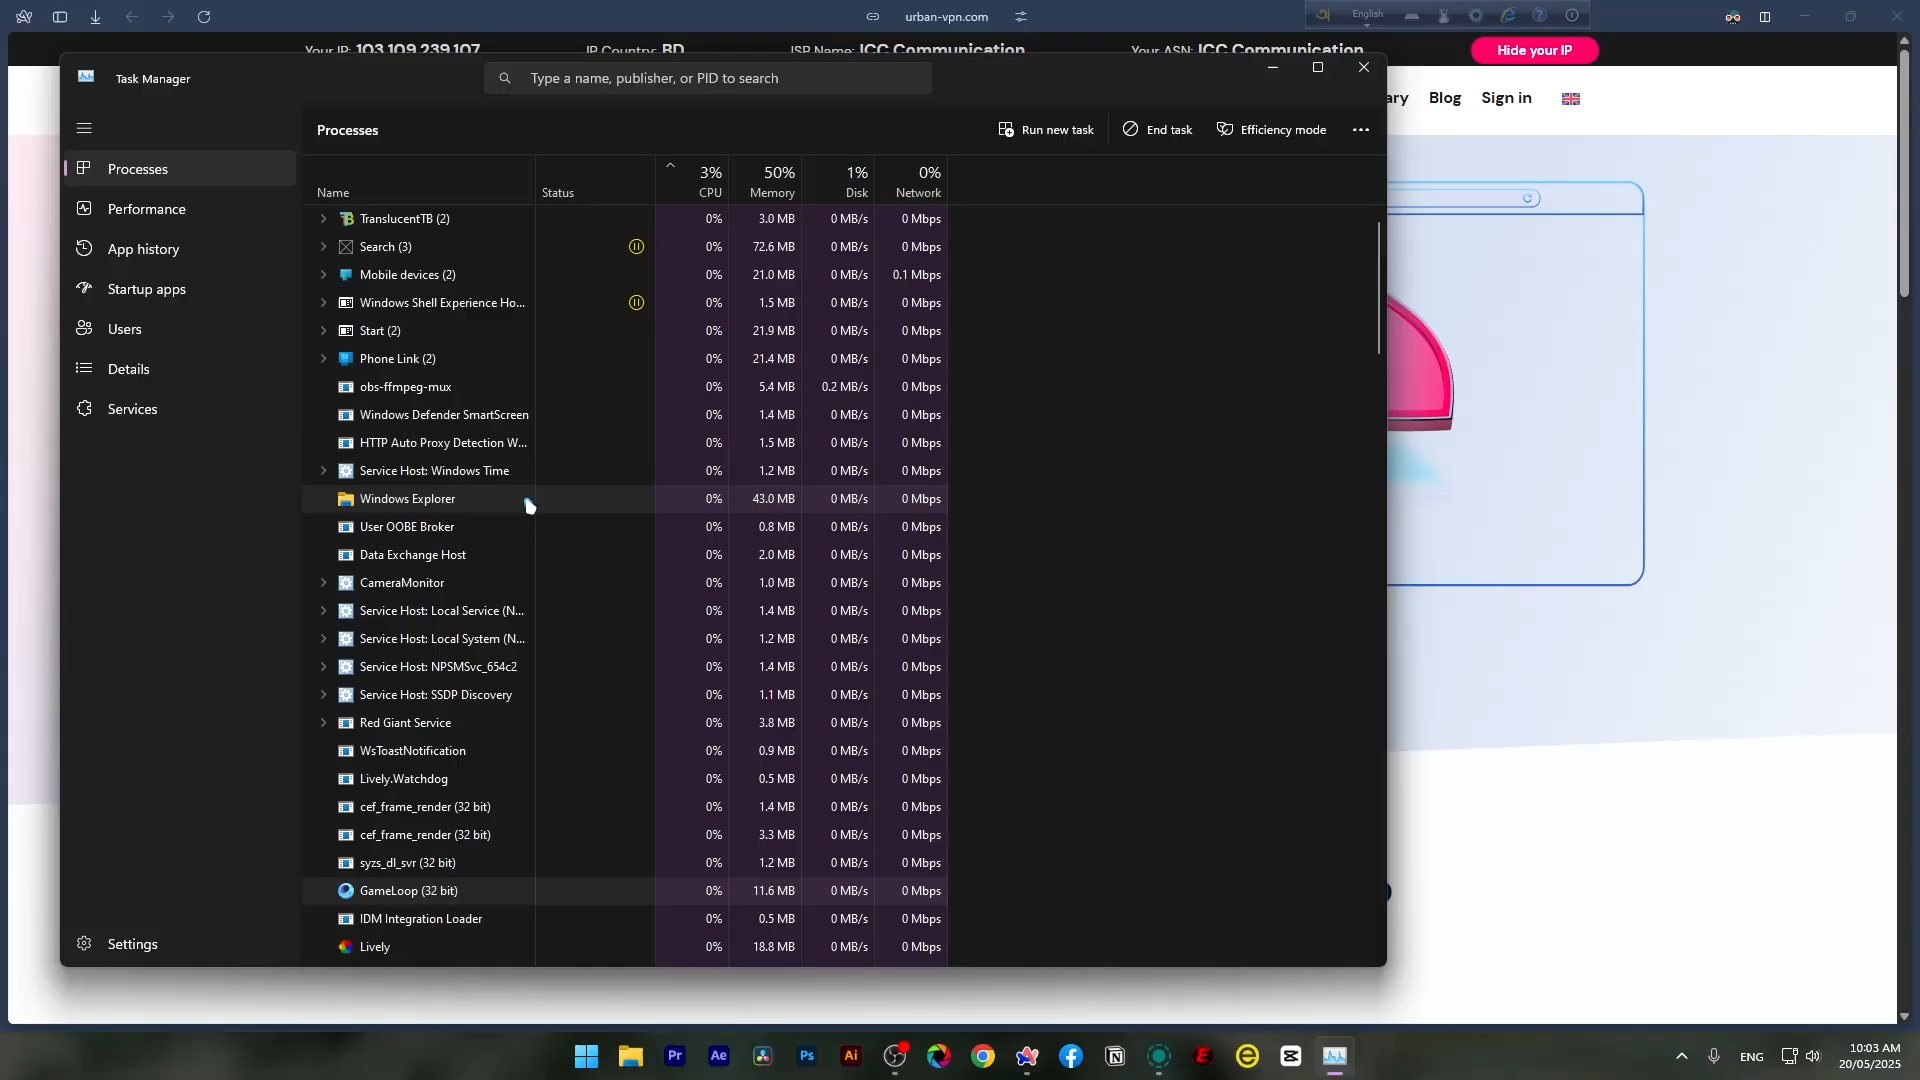 urban-vpn.com
English
Your IP: 103.109.239.107
IP Country: BD
ISP Name: ICC Communication
Your ASN: ICC Communication
Hide your IP
Task Manager
Type a name, publisher, or PID to search
Blog
Sign in
Processes
Run new task
End task
Efficiency mode
Processes
Performance
App history
Startup apps
Users
Details
Services
Settings
3% 50% 1% 0%
Name Status CPU Memory Disk Network
TranslucentTB (2) 0% 3.0 MB 0 MB/s 0 Mbps
Search (3) 0% 72.6 MB 0 MB/s 0 Mbps
Mobile devices (2) 0% 21.0 MB 0 MB/s 0.1 Mbps
Windows Shell Experience Ho... 0% 1.5 MB 0 MB/s 0 Mbps
Start (2) 0% 21.9 MB 0 MB/s 0 Mbps
Phone Link (2) 0% 21.4 MB 0 MB/s 0 Mbps
obs-ffmpeg-mux 0% 5.4 MB 0.2 MB/s 0 Mbps
Windows Defender SmartScreen 0% 1.4 MB 0 MB/s 0 Mbps
HTTP Auto Proxy Detection W... 0% 1.5 MB 0 MB/s 0 Mbps
Service Host: Windows Time 0% 1.2 MB 0 MB/s 0 Mbps
Windows Explorer 0% 43.0 MB 0 MB/s 0 Mbps
User OOBE Broker 0% 0.8 MB 0 MB/s 0 Mbps
Data Exchange Host 0% 2.0 MB 0 MB/s 0 Mbps
CameraMonitor 0% 1.0 MB 0 MB/s 0 Mbps
Service Host: Local Service (N... 0% 1.4 MB 0 MB/s 0 Mbps
Service Host: Local System (N... 0% 1.2 MB 0 MB/s 0 Mbps
Service Host: NPSMSvc_654c2 0% 1.4 MB 0 MB/s 0 Mbps
Service Host: SSDP Discovery 0% 1.1 MB 0 MB/s 0 Mbps
Red Giant Service 0% 3.8 MB 0 MB/s 0 Mbps
WsToastNotification 0% 0.9 MB 0 MB/s 0 Mbps
Lively.Watchdog 0% 0.5 MB 0 MB/s 0 Mbps
cef_frame_render (32 bit) 0% 1.4 MB 0 MB/s 0 Mbps
cef_frame_render (32 bit) 0% 3.3 MB 0 MB/s 0 Mbps
syzs_dl_svr (32 bit) 0% 1.2 MB 0 MB/s 0 Mbps
GameLoop (32 bit) 0% 11.6 MB 0 MB/s 0 Mbps
IDM Integration Loader 0% 0.5 MB 0 MB/s 0 Mbps
Lively 0% 18.8 MB 0 MB/s 0 Mbps
Pr Ae Ps Ai
ENG
10:03 AM
20/05/2025